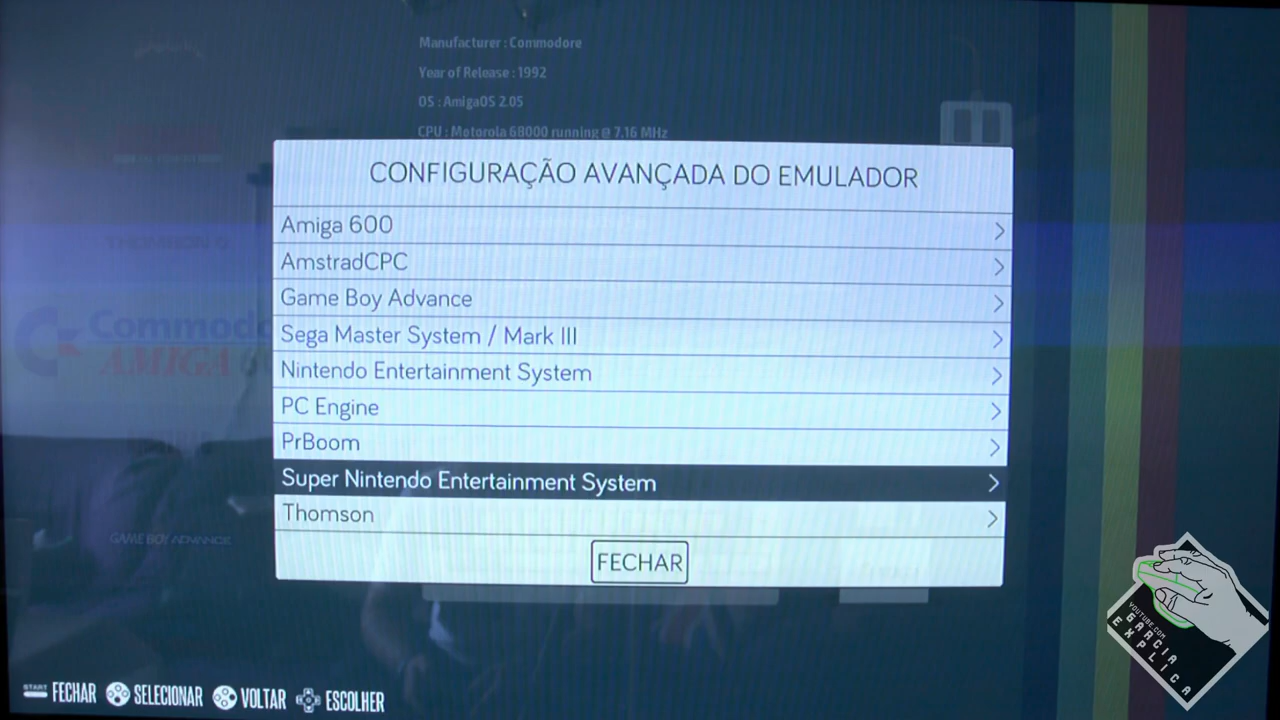 Manufacturer : Commodore
Year of Release : 1992
OS : AmigaOS 2.05
CPU : Motorola 68000 running @ 7.16 MHz
CONFIGURAÇÃO AVANÇADA DO EMULADOR
Amiga 600
AmstradCPC
Game Boy Advance
Sega Master System / Mark III
Nintendo Entertainment System
PC Engine
PrBoom
Super Nintendo Entertainment System
Thomson
FECHAR
THOMSON
Commodo
AMIGA 6
GAME BOY ADVANCE
START FECHAR SELECIONAR VOLTAR ESCOLHER
YOUTUBE.COM
GARCIA
EXPLICA